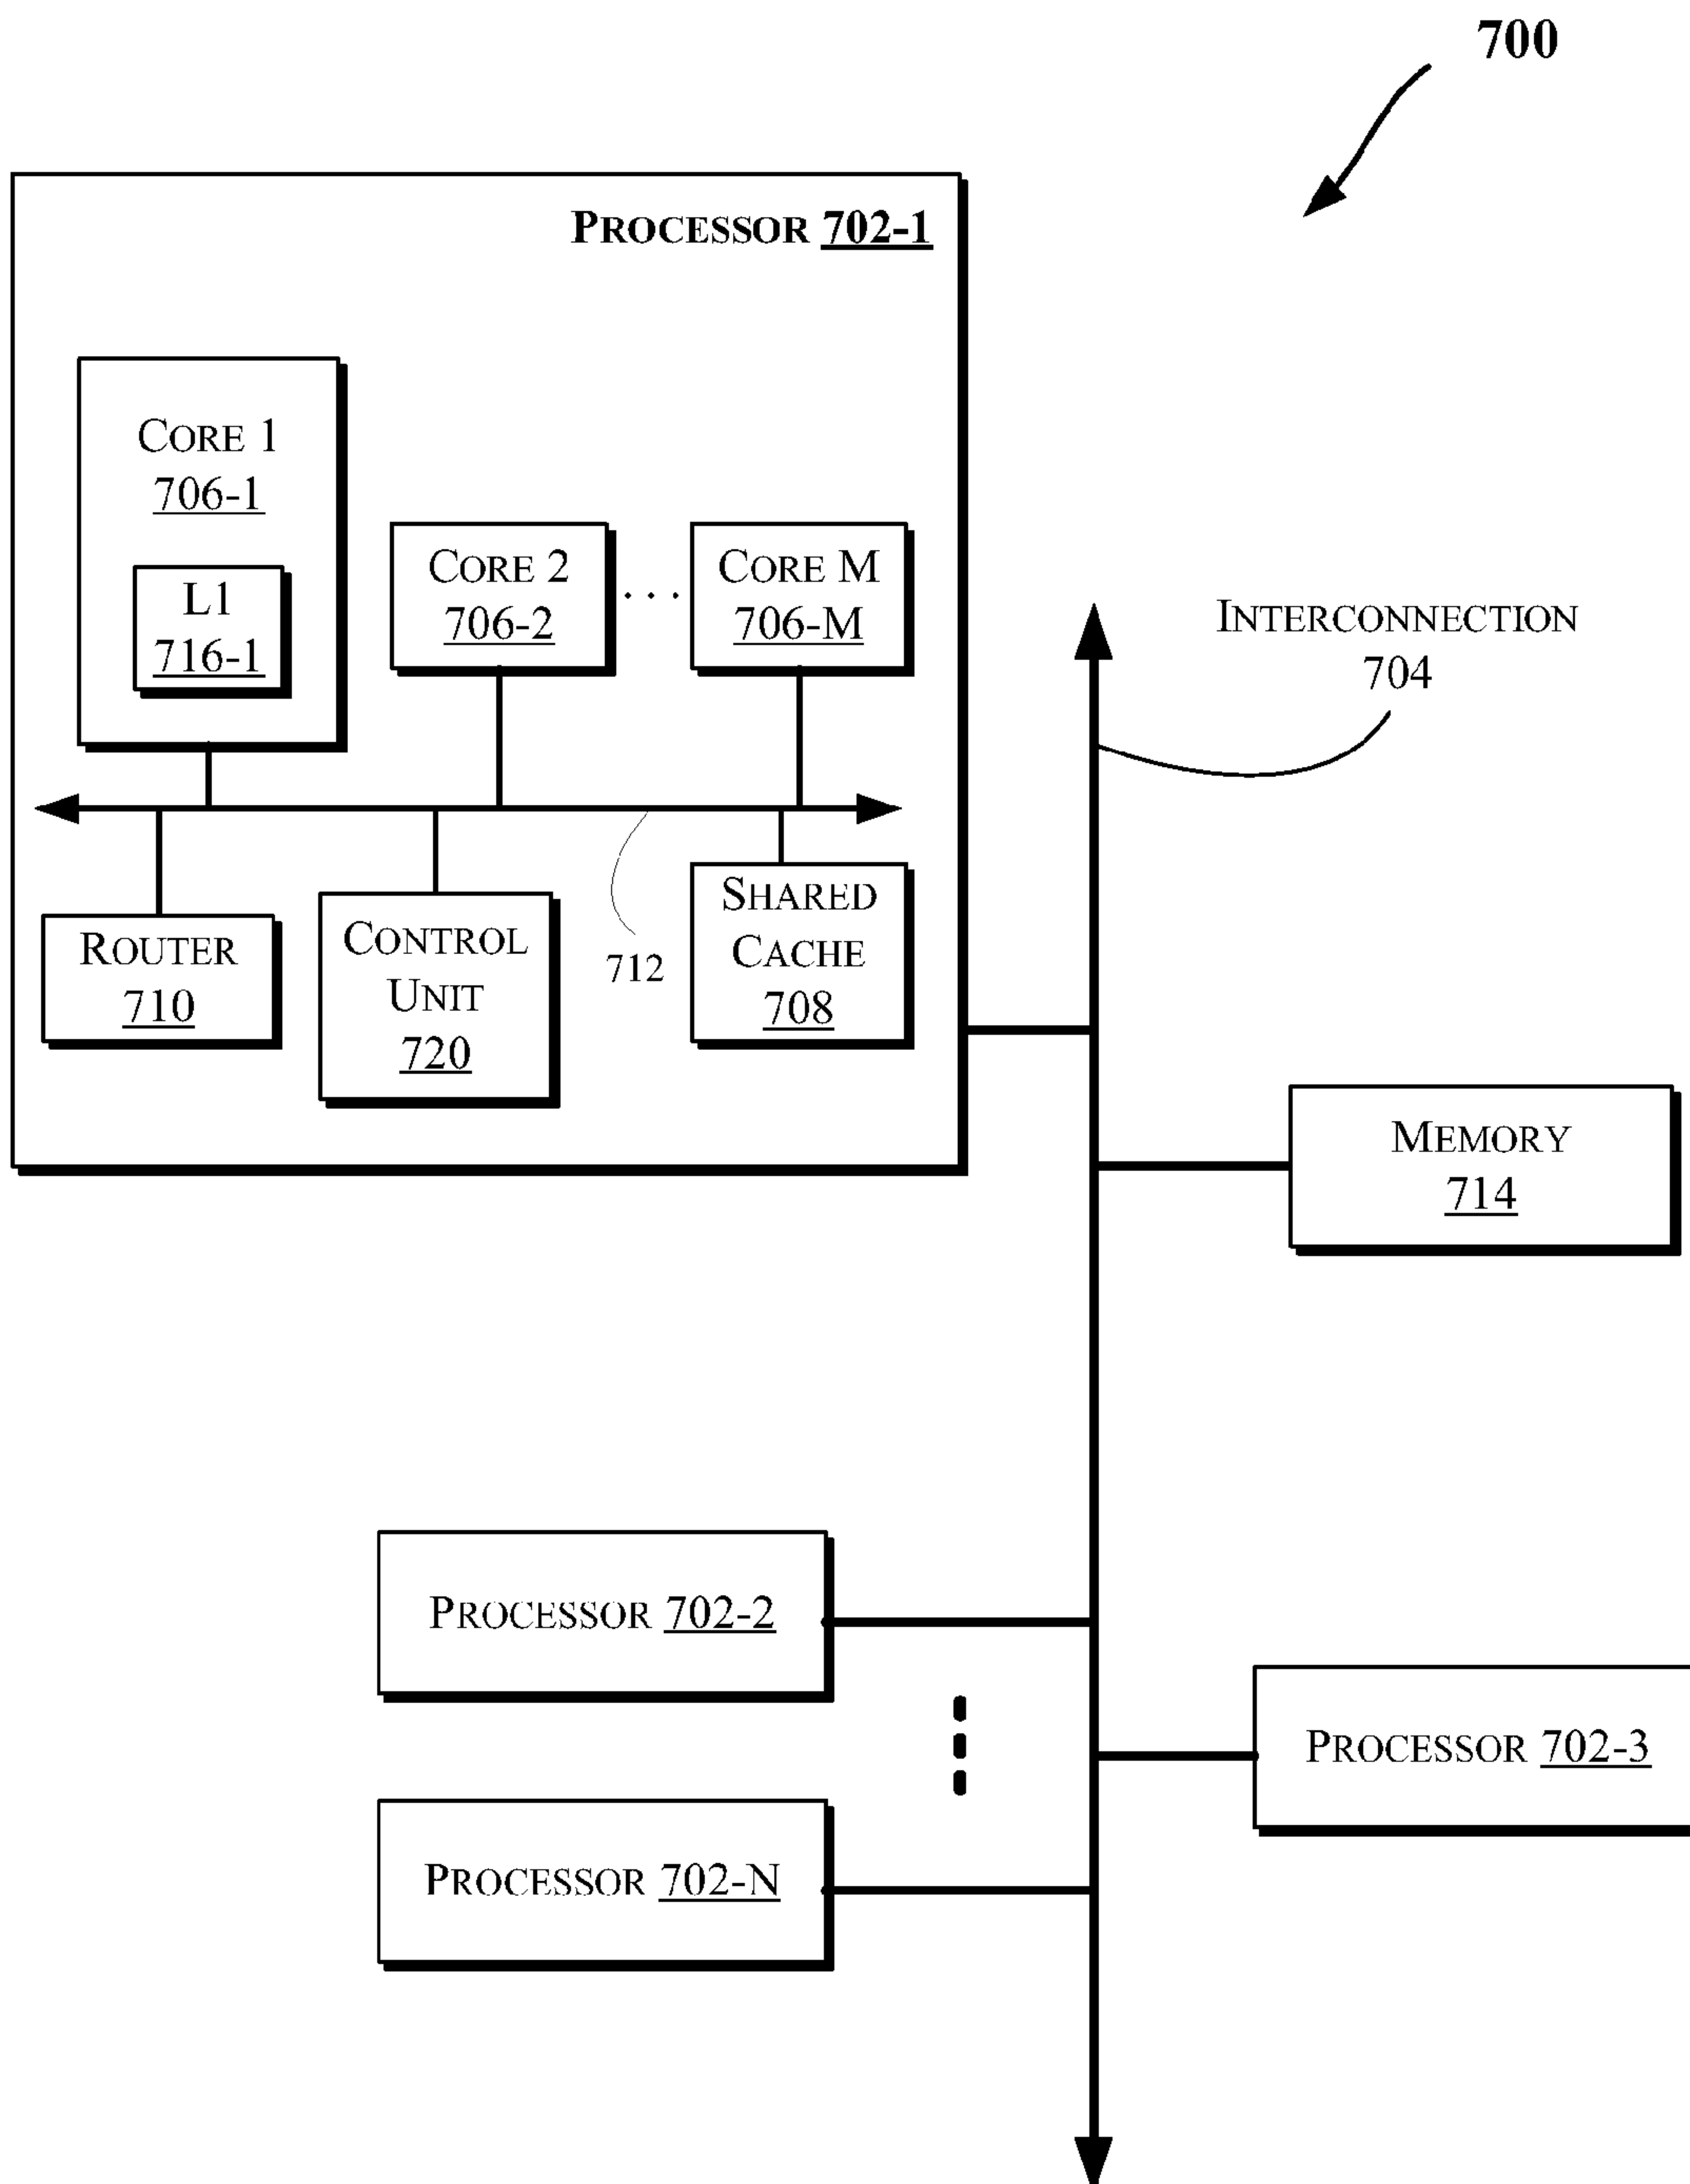 700
PROCESSOR 702-1
CORE 1
706-1
L1
716-1
CORE 2
706-2
. . .
CORE M
706-M
INTERCONNECTION
704
ROUTER
710
CONTROL
UNIT
720
712
SHARED
CACHE
708
MEMORY
714
PROCESSOR 702-2
PROCESSOR 702-3
PROCESSOR 702-N